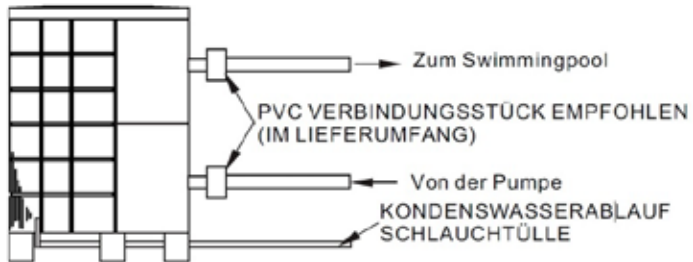 Zum Swimmingpool
PVC VERBINDUNGSSTÜCK EMPFOHLEN
(IM LIEFERUMFANG)
Von der Pumpe
KONDENSWASSERABLAUF
SCHLAUCHTÜLLE